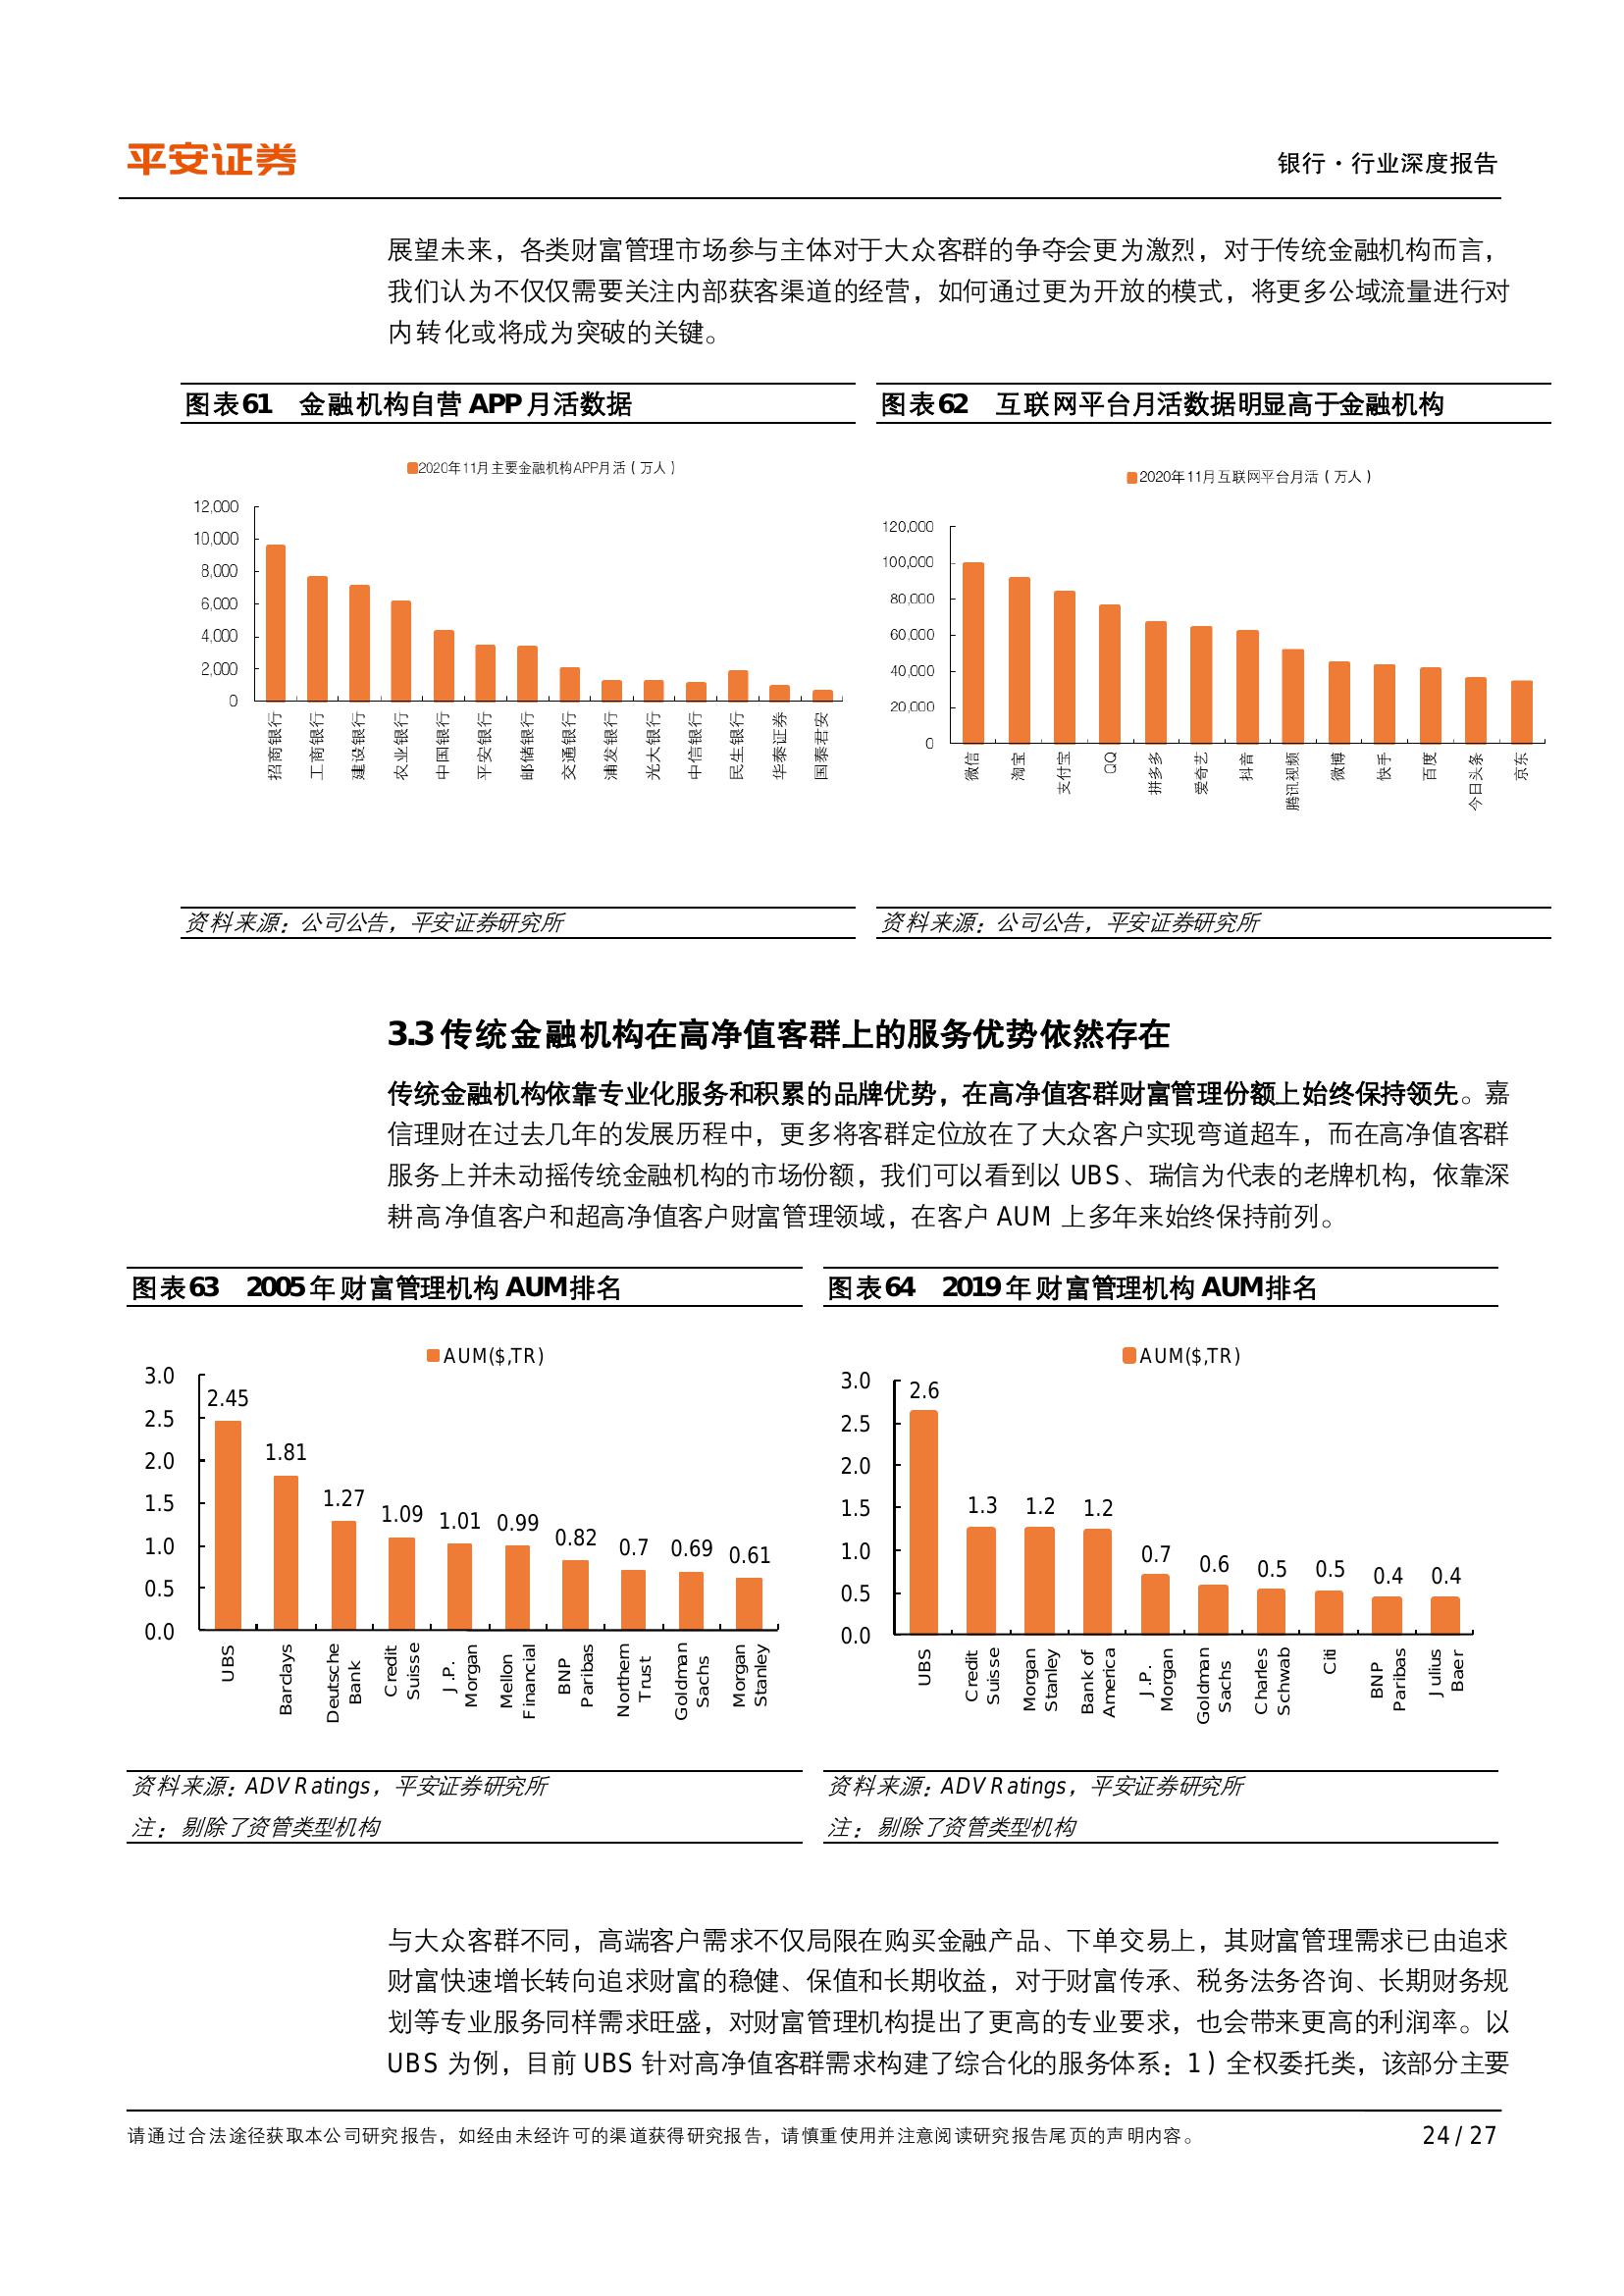 平安证券
银行·行业深度报告
展望未来，各类财富管理市场参与主体对于大众客群的争夺会更为激烈，对于传统金融机构而言，
我们认为不仅仅需要关注内部获客渠道的经营，如何通过更为开放的模式，将更多公域流量进行对
内转化或将成为突破的关键。
图表61 金融机构自营 APP 月活数据
2020年11月主要金融机构APP月活（万人）
12,000
10,000
8,000
6,000
4,000
2,000
0
招商银行
工商银行
建设银行
农业银行
中国银行
平安银行
邮储银行
交通银行
浦发银行
光大银行
中信银行
民生银行
华泰证券
国泰君安
资料来源：公司公告，平安证券研究所
图表62 互联网平台月活数据明显高于金融机构
2020年11月互联网平台月活（万人）
120,000
100,000
80,000
60,000
40,000
20,000
0
微信
淘宝
支付宝
QQ
拼多多
爱奇艺
抖音
腾讯视频
微博
快手
百度
今日头条
京东
资料来源：公司公告，平安证券研究所
3.3 传统金融机构在高净值客群上的服务优势依然存在
传统金融机构依靠专业化服务和积累的品牌优势，在高净值客群财富管理份额上始终保持领先。嘉
信理财在过去几年的发展历程中，更多将客群定位放在了大众客户实现弯道超车，而在高净值客群
服务上并未动摇传统金融机构的市场份额，我们可以看到以 UBS、瑞信为代表的老牌机构，依靠深
耕高净值客户和超高净值客户财富管理领域，在客户 AUM 上多年来始终保持前列。
图表63 2005 年财富管理机构 AUM 排名
AUM($,TR)
3.0
2.5
2.0
1.5
1.0
0.5
0.0
2.45
1.81
1.27
1.09
1.01
0.99
0.82
0.7
0.69
0.61
UBS
Barclays
Deutsche
Bank
Credit
Suisse
J.P.
Morgan
Mellon
Financial
BNP
Paribas
Northern
Trust
Goldman
Sachs
Morgan
Stanley
资料来源：ADV Ratings，平安证券研究所
注：剔除了资管类型机构
图表64 2019 年财富管理机构 AUM 排名
AUM($,TR)
3.0
2.5
2.0
1.5
1.0
0.5
0.0
2.6
1.3
1.2
1.2
0.7
0.6
0.5
0.5
0.4
0.4
UBS
Credit
Suisse
Morgan
Stanley
Bank of
America
J.P.
Morgan
Goldman
Sachs
Charles
Schwab
Citi
BNP
Paribas
Julius
Baer
资料来源：ADV Ratings，平安证券研究所
注：剔除了资管类型机构
与大众客群不同，高端客户需求不仅局限在购买金融产品、下单交易上，其财富管理需求已由追求
财富快速增长转向追求财富的稳健、保值和长期收益，对于财富传承、税务法务咨询、长期财务规
划等专业服务同样需求旺盛，对财富管理机构提出了更高的专业要求，也会带来更高的利润率。以
UBS 为例，目前 UBS 针对高净值客群需求构建了综合化的服务体系：1）全权委托类，该部分主要
请通过合法途径获取本公司研究报告，如经由未经许可的渠道获得研究报告，请慎重使用并注意阅读研究报告尾页的声明内容。
24 / 27